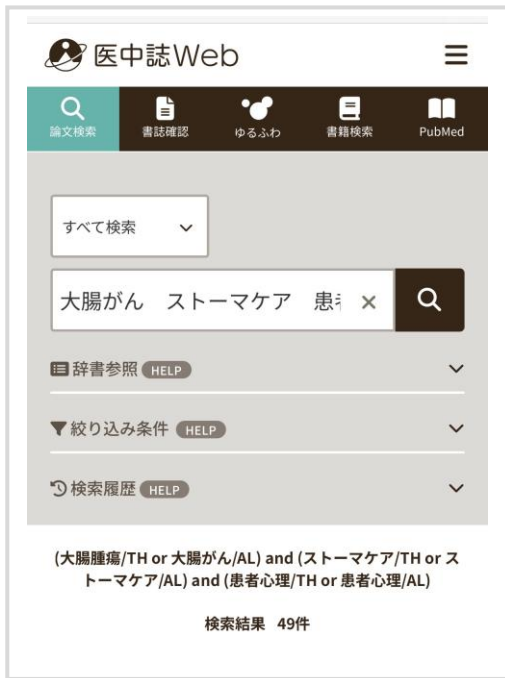 医中誌Web
論文検索 書誌確認 ゆるふわ 書籍検索 PubMed
すべて検索
大腸がん ストーマケア 患
辞書参照 HELP
絞り込み条件 HELP
検索履歴 HELP
(大腸腫瘍/TH or 大腸がん/AL) and (ストーマケア/TH or ス
トーマケア/AL) and (患者心理/TH or 患者心理/AL)
検索結果 49件